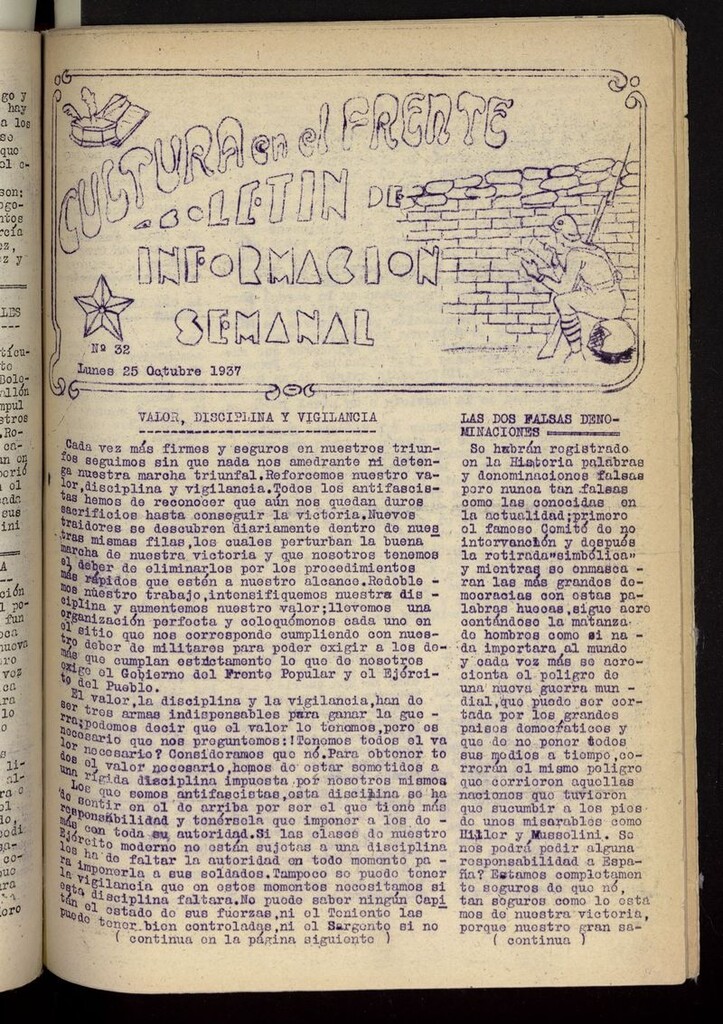 CULTURA en el FRENTE
BOLETIN DE
INFORMACION
SEMANAL
Nº 32
Lunes 25 Octubre 1937
VALOR, DISCIPLINA Y VIGILANCIA
Cada vez más firmes y seguros en nuestros triun-
fos seguimos sin que nada nos amedrante ni deten-
ga nuestra marcha triunfal.Reforcemos nuestro va-
lor,disciplina y vigilancia.Todos los antifascis-
tas hemos de reconocer que aún nos quedan duros
sacrificios hasta conseguir la victoria.Nuevos
traidores se descubren diariamente dentro de nues
tras mismas filas,los cuales perturban la buena
marcha de nuestra victoria y que nosotros tenemos
el deber de eliminarlos por los procedimientos
más rápidos que estén a nuestro alcance.Redoble-
mos nuestro trabajo,intensifiquemos nuestra dis-
ciplina y aumentemos nuestro valor;llevemos una
organización perfecta y coloquémonos cada uno en
el sitio que nos corresponde cumpliendo con nues-
tro deber de militares para poder exigir a los de-
más que cumplan estrictamente lo que de nosotros
exige el Gobierno del Frente Popular y el Ejérci-
to del Pueblo.
El valor,la disciplina y la vigilancia,han de
ser tres armas indispensables para ganar la gue-
rra;podemos decir que el valor lo tenemos,pero es
necesario que nos preguntemos:!Tenemos todos el va
lor necesario? Consideramos que no.Para obtener to
dos el valor necesario,hemos de estar sometidos a
una rígida disciplina impuesta por nosotros mismos
Los que somos antifascistas,esta disciplina se ha
de sentir en el de arriba por ser el que tiene más
responsabilidad y tenérsela que imponer a los de-
más con toda su autoridad.Si las clases de nuestro
Ejército moderno no están sujetas a una disciplina
les ha de faltar la autoridad en todo momento pa-
ra imponerla a sus soldados.Tampoco se puede tener
la vigilancia que en estos momentos necesitamos si
esta disciplina faltara.No puede saber ningún Capi
tán el estado de sus fuerzas,ni el Teniente las
puede tener bien controladas,ni el Sargento si no
( continua en la página siguiente )
LAS DOS FALSAS DENO-
MINACIONES
Se habrán registrado
en la Historia palabras
y denominaciones falsas
pero nunca tan falsas
como las conocidas en
la actualidad;primero
el famoso Comité de no
intervención y después
la retirada"simbólica"
y mientras se enmasca-
ran las más grandes de-
mocracias con estas pa-
labras huecas,sigue acre
centándose la matanza
de hombres como si na-
da importara al mundo
y cada vez más se acre-
cienta el peligro de
una nueva guerra mun-
dial,que puede ser cor-
tada por los grandes
paises democráticos y
que de no poner todos
sus medios a tiempo,co-
rrerán el mismo peligro
que corrieron aquellas
naciones que tuvieron
que sucumbir a los pies
de unos miserables como
Hitler y Mussolini. Se
nos podrá pedir alguna
responsabilidad a Espa-
ña? Estamos completamen
te seguros de que no,
tan seguros como lo esta
mos de nuestra victoria,
porque nuestro gran sa-
( continua )